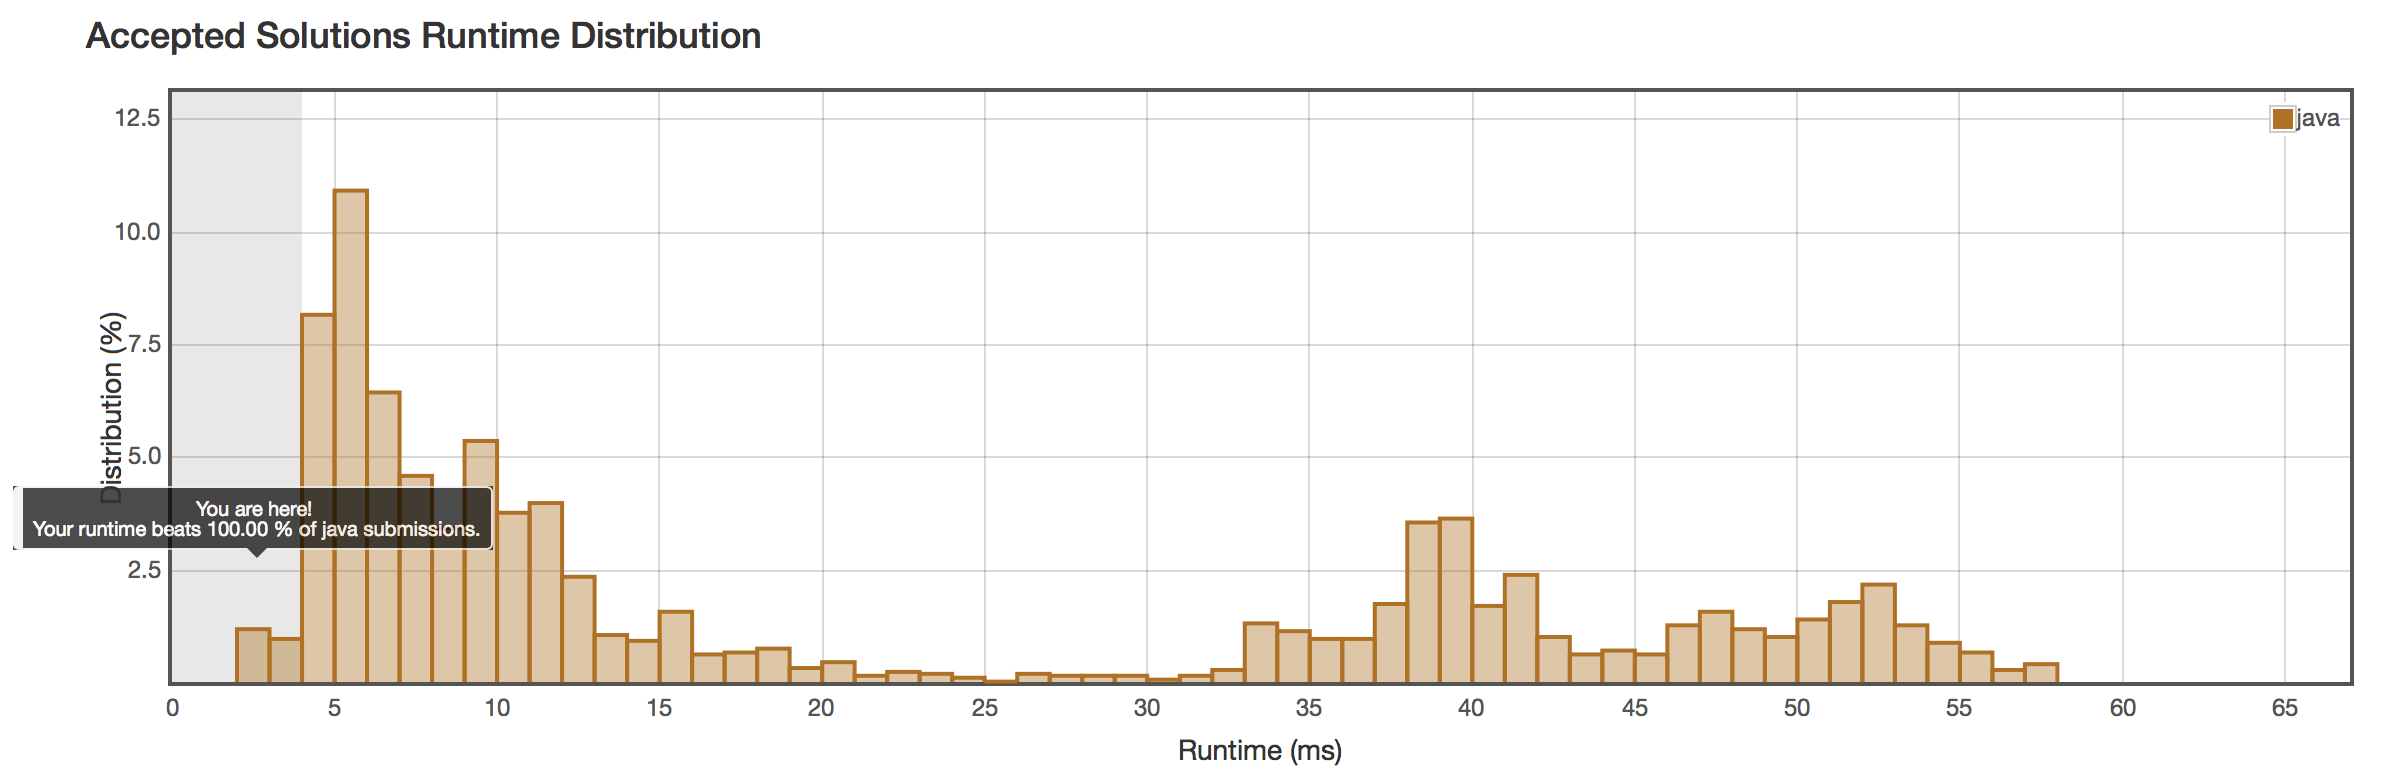 Accepted Solutions Runtime Distribution
java
12.5
10.0
7.5
5.0
2.5
Distribution (%)
You are here!
Your runtime beats 100.00 % of java submissions.
0 5 10 15 20 25 30 35 40 45 50 55 60 65
Runtime (ms)